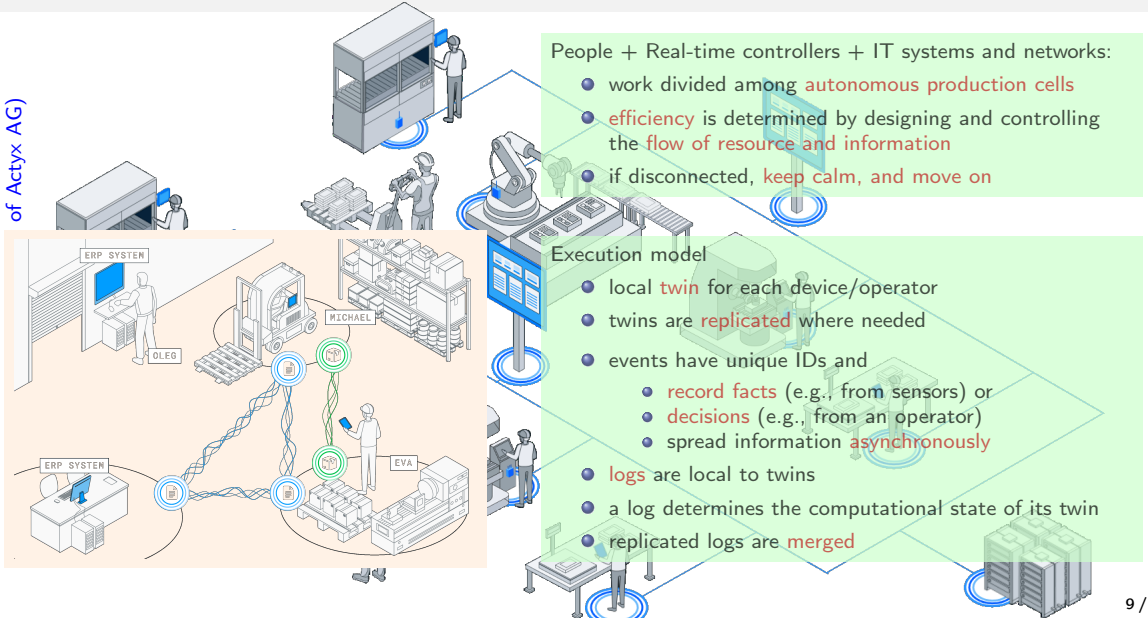 of Actyx AG)
People + Real-time controllers + IT systems and networks:
work divided among autonomous production cells
efficiency is determined by designing and controlling
the flow of resource and information
if disconnected, keep calm, and move on
ERP SYSTEM
MICHAEL
OLEG
ERP SYSTEM
EVA
Execution model
local twin for each device/operator
twins are replicated where needed
events have unique IDs and
record facts (e.g., from sensors) or
decisions (e.g., from an operator)
spread information asynchronously
logs are local to twins
a log determines the computational state of its twin
replicated logs are merged
9 /